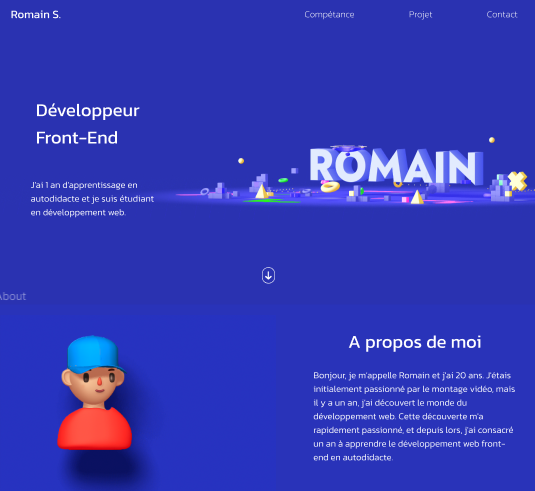 Romain S.
Compétance
Projet
Contact
Développeur
Front-End
ROMAIN
J'ai 1 an d'apprentissage en
autodidacte et je suis étudiant
en développement web.
About
A propos de moi
Bonjour, je m'appelle Romain et j'ai 20 ans. J'étais
initialement passionné par le montage vidéo, mais
il y a un an, j'ai découvert le monde du
développement web. Cette découverte m'a
rapidement passionné, et depuis lors, j'ai consacré
un an à apprendre le développement web front-
end en autodidacte.